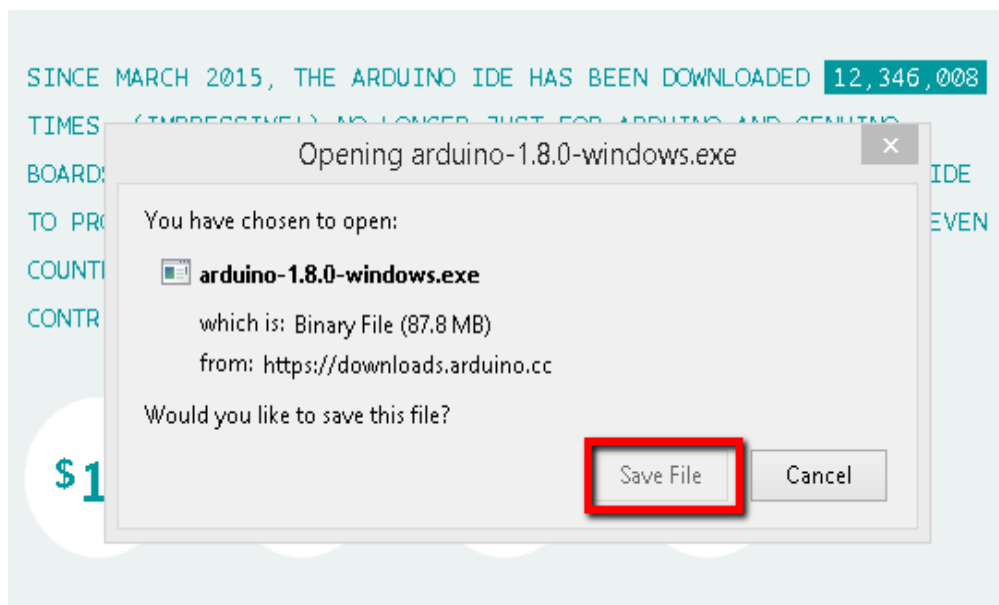 SINCE MARCH 2015, THE ARDUINO IDE HAS BEEN DOWNLOADED 12,346,008
TIMES.
BOARDS IDE
TO EVEN
Opening arduino-1.8.0-windows.exe
You have chosen to open:
arduino-1.8.0-windows.exe
which is: Binary File (87.8 MB)
from: https://downloads.arduino.cc
Would you like to save this file?
$1
Save File Cancel